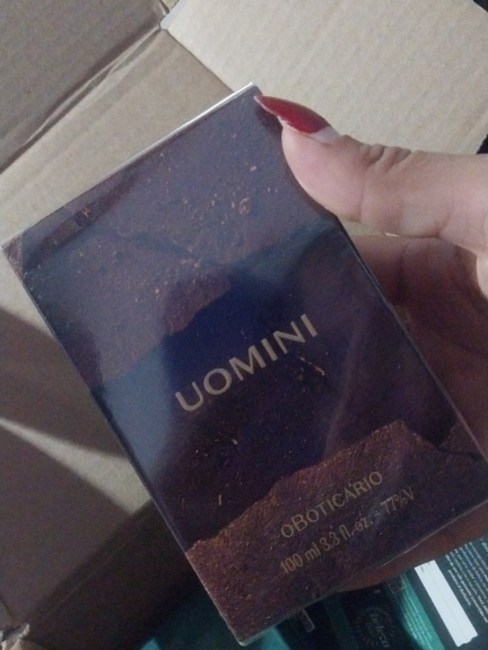 UOMINI
OBOTICÁRIO
100 ml 3.3 fl. oz. - 77%V